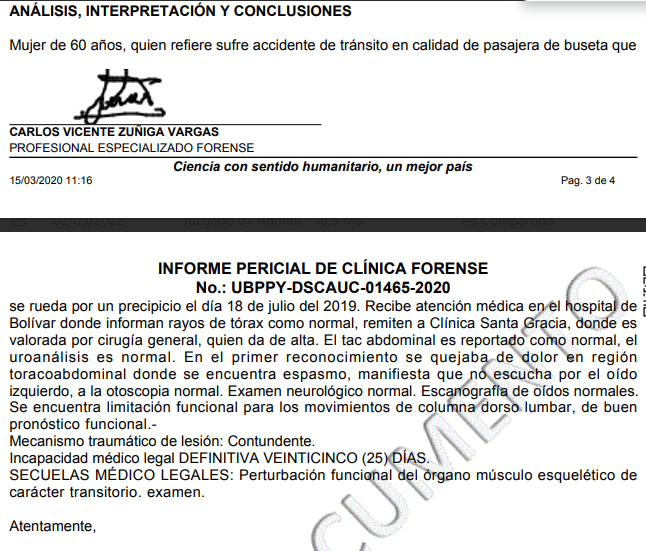 ANÁLISIS, INTERPRETACIÓN Y CONCLUSIONES
Mujer de 60 años, quien refiere sufre accidente de tránsito en calidad de pasajera de buseta que
CARLOS VICENTE ZUÑIGA VARGAS
PROFESIONAL ESPECIALIZADO FORENSE
Ciencia con sentido humanitario, un mejor país
15/03/2020 11:16 Pag. 3 de 4
INFORME PERICIAL DE CLÍNICA FORENSE
No.: UBPPY-DSCAUC-01465-2020
se rueda por un precipicio el día 18 de julio del 2019. Recibe atención médica en el hospital de
Bolívar donde informan rayos de tórax como normal, remiten a Clínica Santa Gracia, donde es
valorada por cirugía general, quien da de alta. El tac abdominal es reportado como normal, el
uroanálisis es normal. En el primer reconocimiento se quejaba de dolor en región
toracoabdominal donde se encuentra espasmo, manifiesta que no escucha por el oído
izquierdo, a la otoscopia normal. Examen neurológico normal. Escanografía de oídos normales.
Se encuentra limitación funcional para los movimientos de columna dorso lumbar, de buen
pronóstico funcional.-
Mecanismo traumático de lesión: Contundente.
Incapacidad médico legal DEFINITIVA VEINTICINCO (25) DÍAS.
SECUELAS MÉDICO LEGALES: Perturbación funcional del órgano músculo esquelético de
carácter transitorio. examen.
Atentamente,
CUMENTO